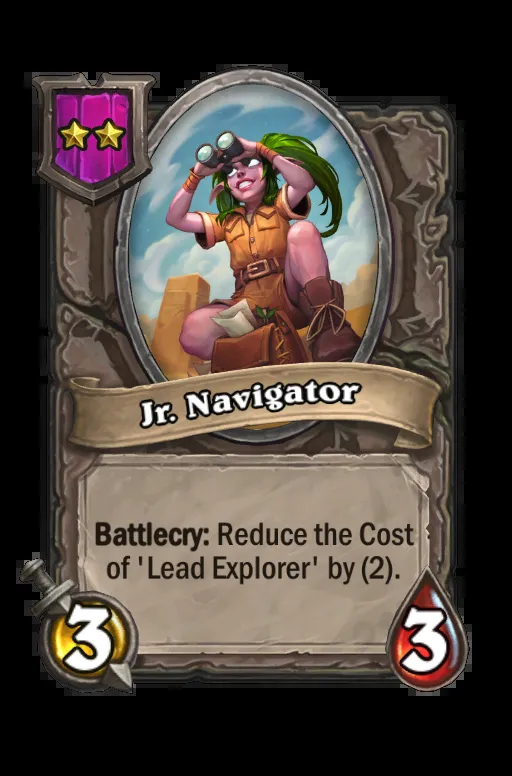 Jr. Navigator
Battlecry: Reduce the Cost
of 'Lead Explorer' by (2).
3 3